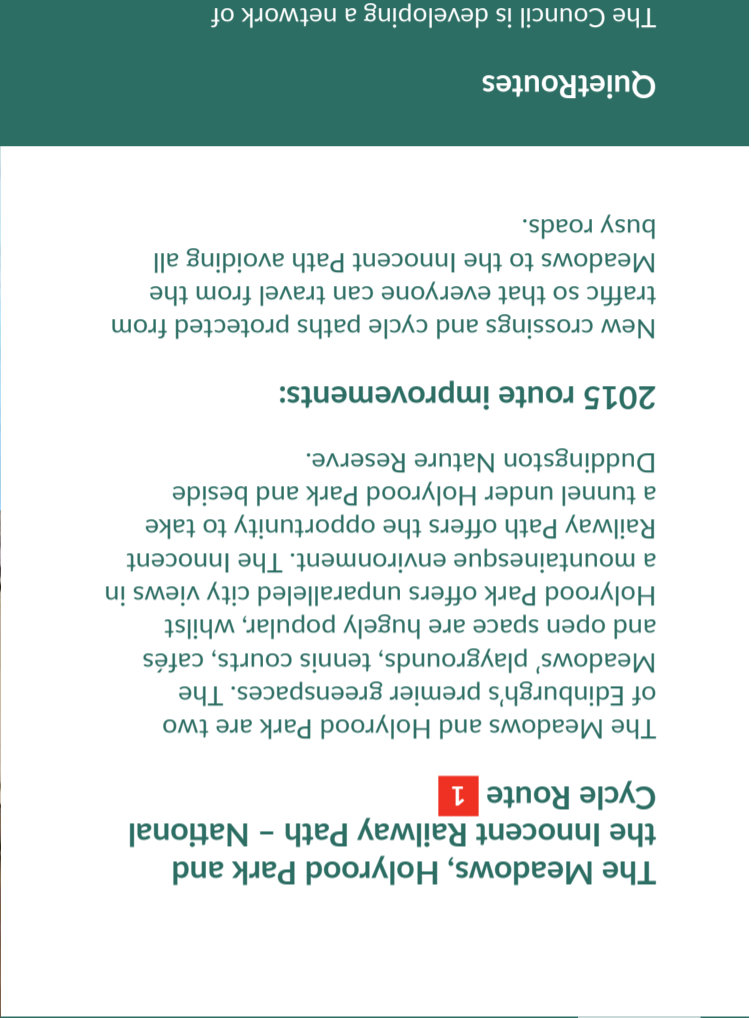 The Meadows, Holyrood Park and
the Innocent Railway Path – National
Cycle Route 1
The Meadows and Holyrood Park are two
of Edinburgh’s premier greenspaces. The
Meadows’ playgrounds, tennis courts, cafés
and open space are hugely popular, whilst
Holyrood Park offers unparalleled city views in
a mountainesque environment. The Innocent
Railway Path offers the opportunity to take
a tunnel under Holyrood Park and beside
Duddingston Nature Reserve.
2015 route improvements:
New crossings and cycle paths protected from
traffic so that everyone can travel from the
Meadows to the Innocent Path avoiding all
busy roads.
QuietRoutes
The Council is developing a network of